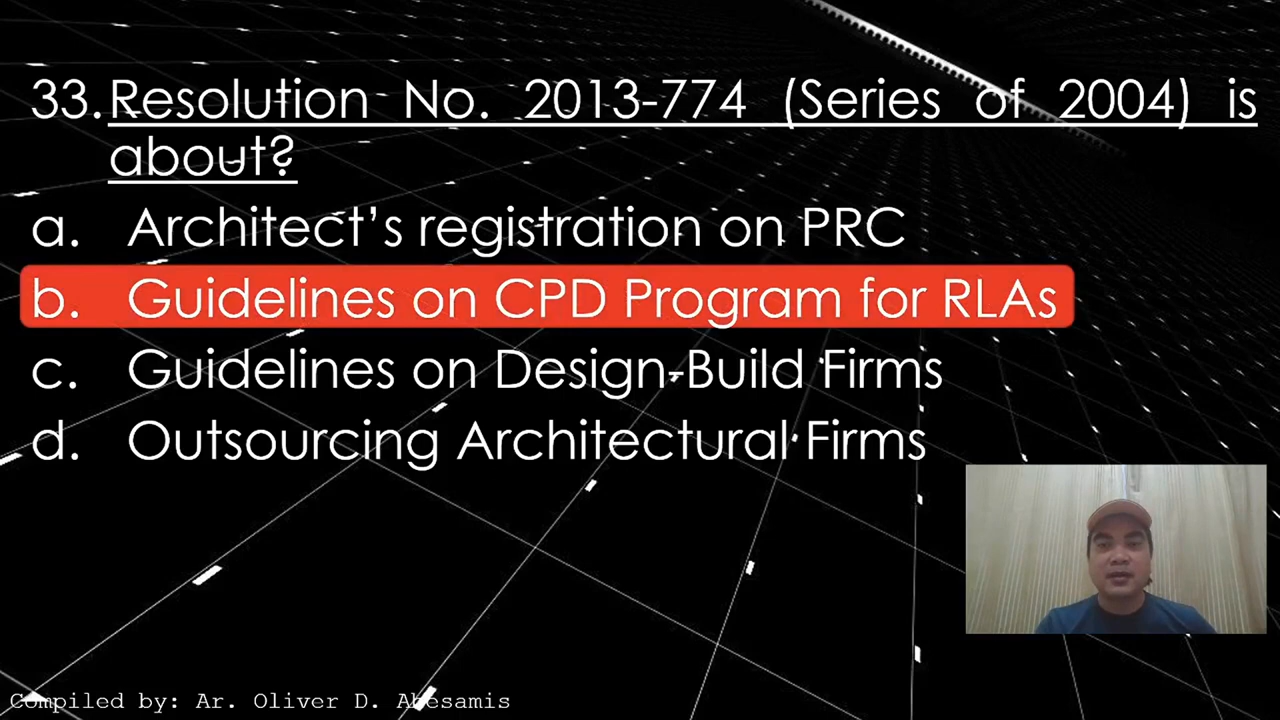 33. Resolution No. 2013-774 (Series of 2004) is
about?
a. Architect's registration on PRC
b. Guidelines on CPD Program for RLAs
c. Guidelines on Design-Build Firms
d. Outsourcing Architectural Firms
Compiled by: Ar. Oliver D. Abesamis